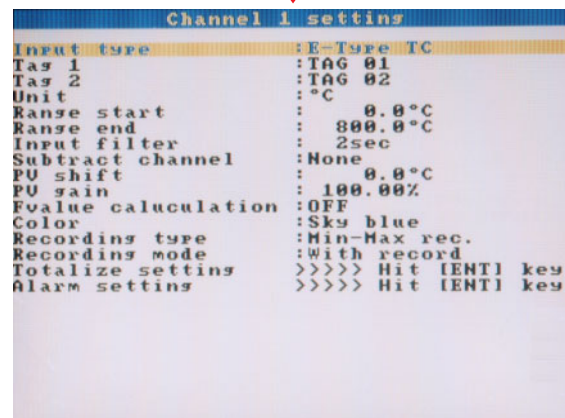 Channel 1 setting
Input type :E-Type TC
Tag 1 :TAG 01
Tag 2 :TAG 02
Unit :°C
Range start : 0.0°C
Range end : 800.0°C
Input filter : 2sec
Subtract channel :None
PV shift : 0.0°C
PV gain : 100.00%
Fvalue caluculation :OFF
Color :Sky blue
Recording type :Min-Max rec.
Recording mode :With record
Totalize setting >>>>> Hit [ENT] key
Alarm setting >>>>> Hit [ENT] key